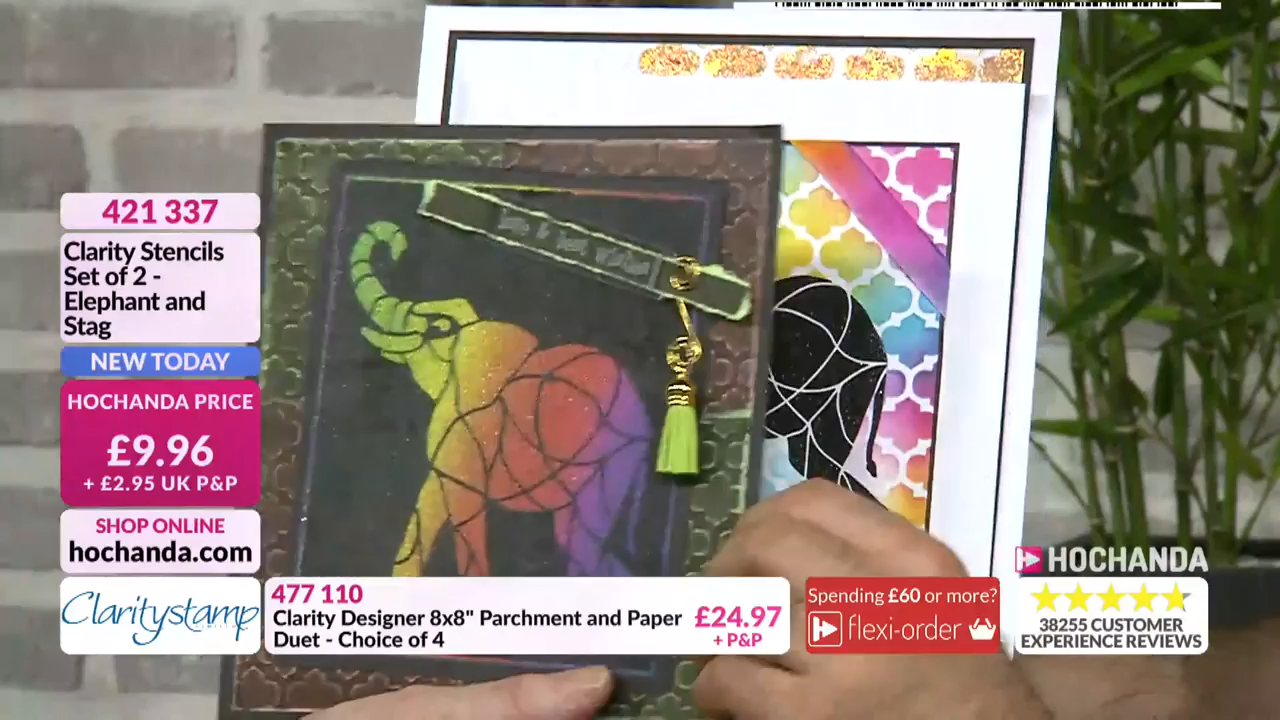 421 337
Clarity Stencils
Set of 2 -
Elephant and
Stag
NEW TODAY
HOCHANDA PRICE
£9.96
+ £2.95 UK P&P
SHOP ONLINE
hochanda.com
Claritystamp
477 110
Clarity Designer 8x8" Parchment and Paper
Duet - Choice of 4
£24.97
+ P&P
Spending £60 or more?
flexi-order
HOCHANDA
38255 CUSTOMER
EXPERIENCE REVIEWS